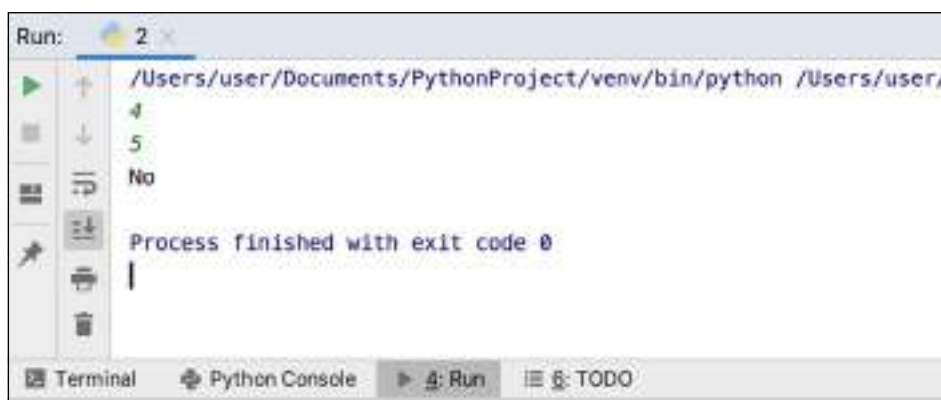 Run: 2
/Users/user/Documents/PythonProject/venv/bin/python /Users/user/
4
5
No
Process finished with exit code 0
Terminal Python Console 4: Run 6: TODO